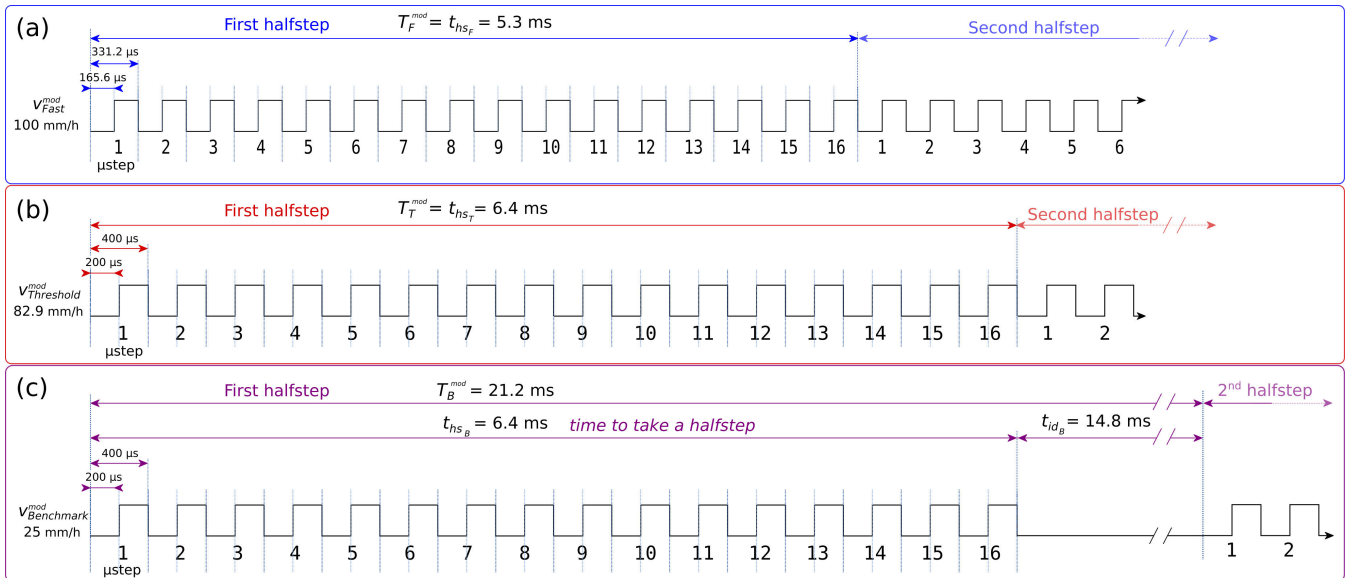 (a)
First halfstep
T_F^mod = t_hs_F = 5.3 ms
Second halfstep
331.2 µs
165.6 µs
v_Fast^mod
100 mm/h
1 2 3 4 5 6 7 8 9 10 11 12 13 14 15 16 1 2 3 4 5 6
µstep
(b)
First halfstep
T_T^mod = t_hs_T = 6.4 ms
Second halfstep
400 µs
200 µs
v_Threshold^mod
82.9 mm/h
1 2 3 4 5 6 7 8 9 10 11 12 13 14 15 16 1 2
µstep
(c)
First halfstep
T_B^mod = 21.2 ms
2nd halfstep
t_hs_B = 6.4 ms time to take a halfstep
t_id_B = 14.8 ms
400 µs
200 µs
v_Benchmark^mod
25 mm/h
1 2 3 4 5 6 7 8 9 10 11 12 13 14 15 16 1 2
µstep